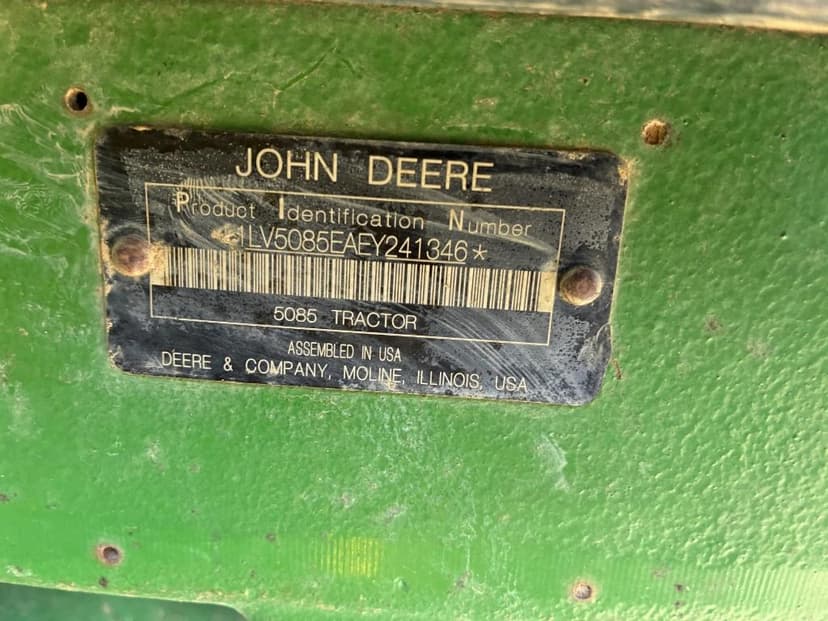 JOHN DEERE
Product Identification Number
*1LV5085EAEY241346*
5085 TRACTOR
ASSEMBLED IN USA
DEERE & COMPANY, MOLINE, ILLINOIS, USA